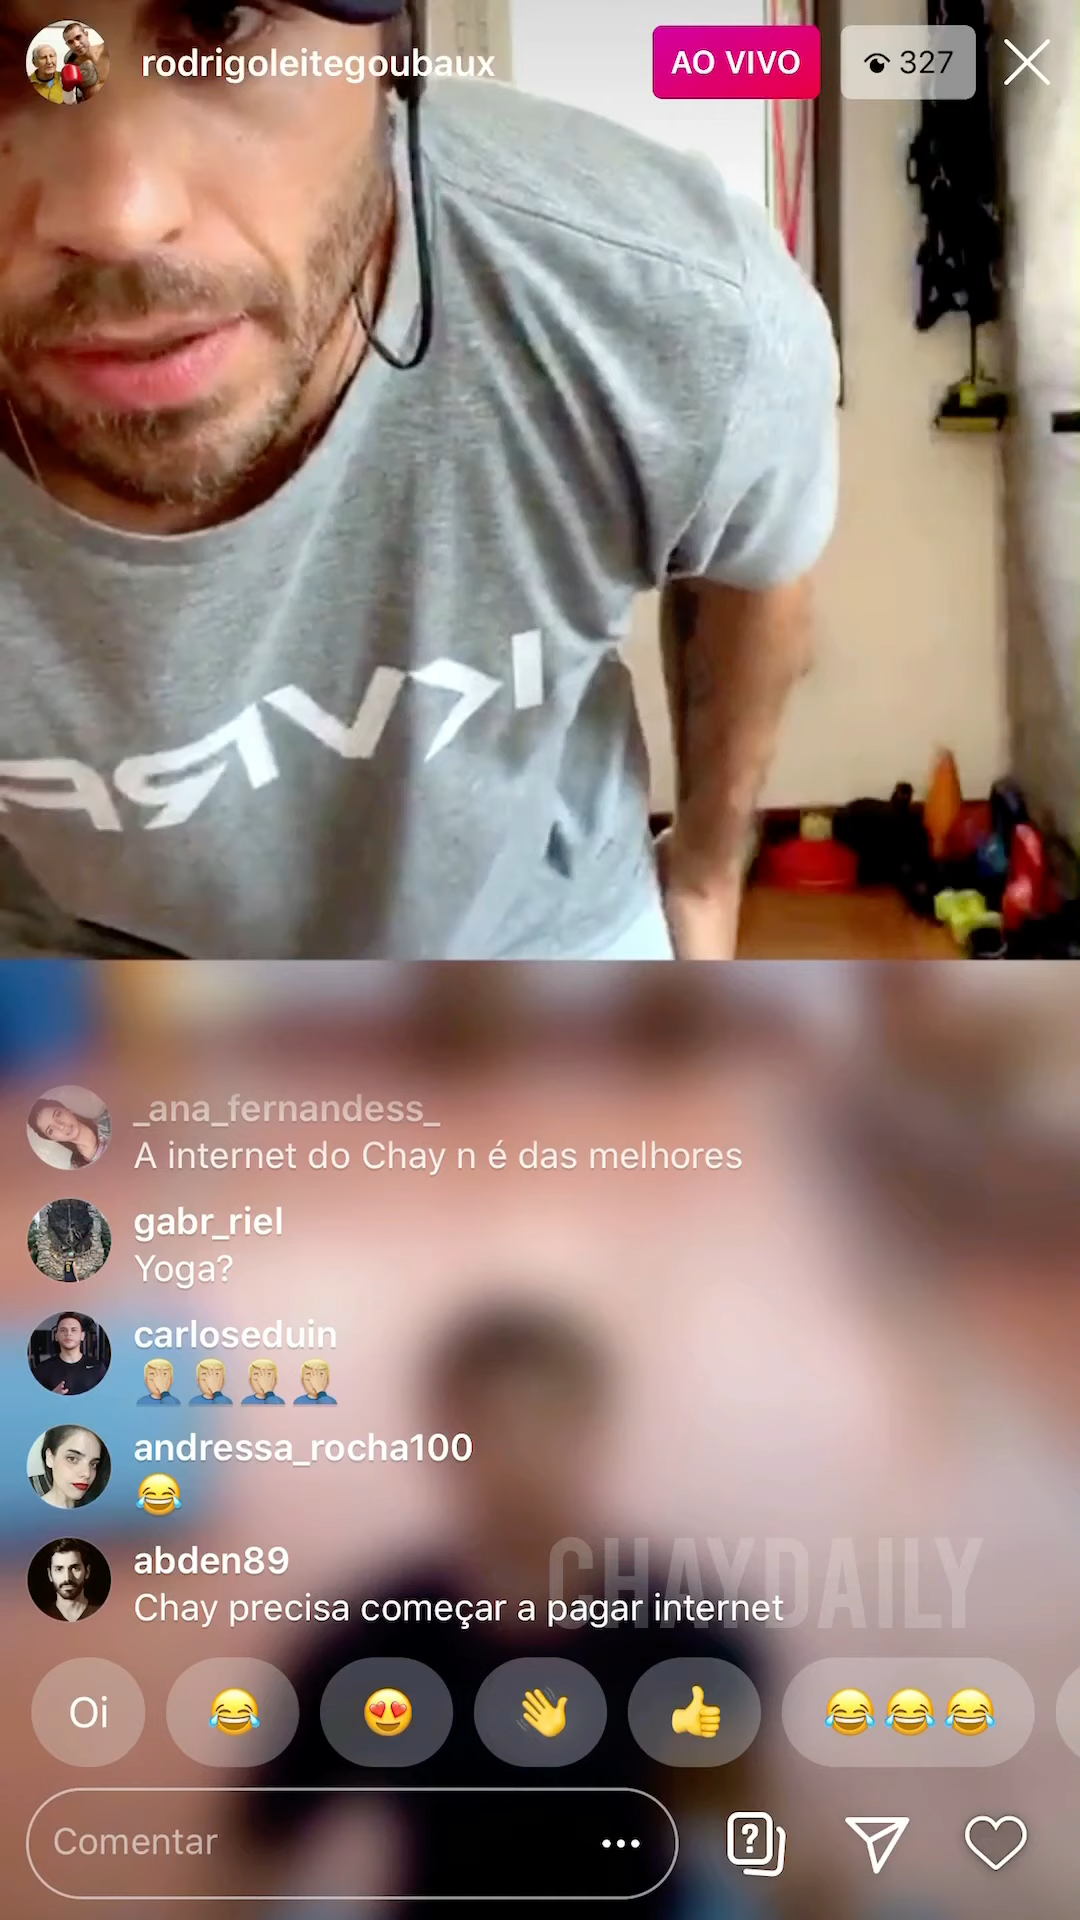 rodrigoleitegoubaux
AO VIVO
327
_ana_fernandess_
A internet do Chay n é das melhores
gabr_riel
Yoga?
carloseduin
🤦🏼‍♂️🤦🏼‍♂️🤦🏼‍♂️🤦🏼‍♂️
andressa_rocha100
😂
CHAYDAILY
abden89
Chay precisa começar a pagar internet
Oi 😂 😍 👋 👍 😂😂😂
Comentar